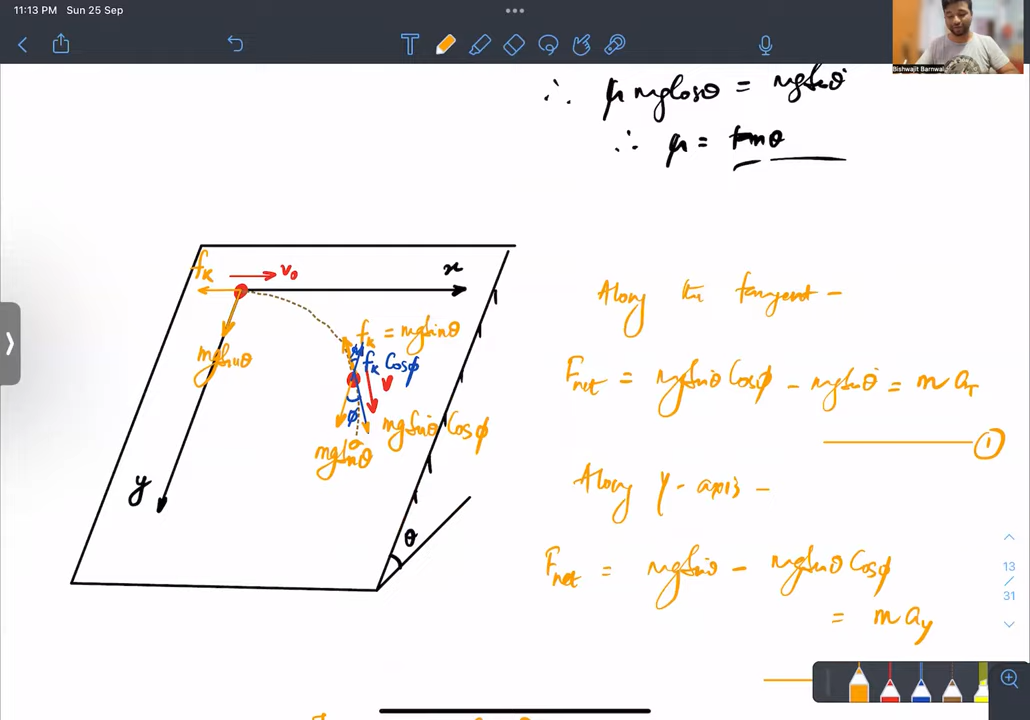 11:13 PM Sun 25 Sep
Bishwajit Barnwal
∴ μ mg Cosθ = mg Sinθ
∴ μ = tanθ
fK
v₀
x
mg Sinθ
fK = mg Sinθ
fK Cosφ
v
φ
mg Sinθ Cosφ
mg Sinθ
y
θ
Along the tangent –
Fnet = mg Sinθ Cosφ – mg Sinθ = m aT
①
Along Y-axis –
Fnet = mg Sinθ – mg Sinθ Cosφ
= m ay
13
/
31